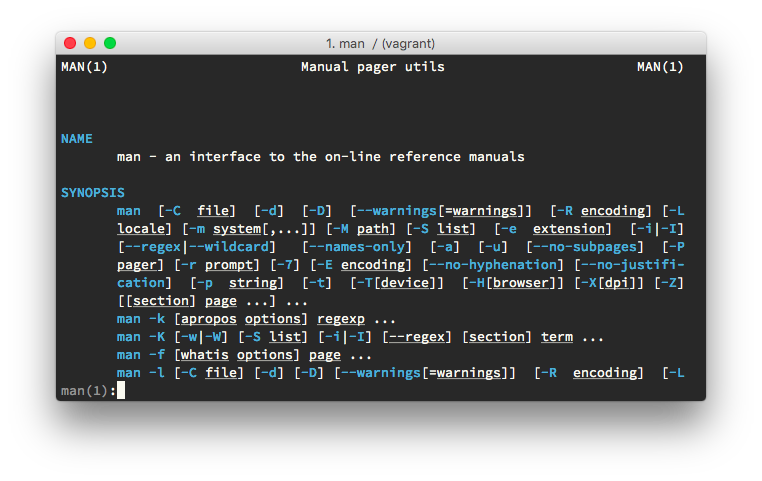 1. man / (vagrant)
MAN(1) Manual pager utils MAN(1)
NAME
man - an interface to the on-line reference manuals
SYNOPSIS
man [-C file] [-d] [-D] [--warnings[=warnings]] [-R encoding] [-L
locale] [-m system[,...]] [-M path] [-S list] [-e extension] [-i|-I]
[--regex|--wildcard] [--names-only] [-a] [-u] [--no-subpages] [-P
pager] [-r prompt] [-7] [-E encoding] [--no-hyphenation] [--no-justifi-
cation] [-p string] [-t] [-T[device]] [-H[browser]] [-X[dpi]] [-Z]
[[section] page ...] ...
man -k [apropos options] regexp ...
man -K [-w|-W] [-S list] [-i|-I] [--regex] [section] term ...
man -f [whatis options] page ...
man -l [-C file] [-d] [-D] [--warnings[=warnings]] [-R encoding] [-L
man(1):